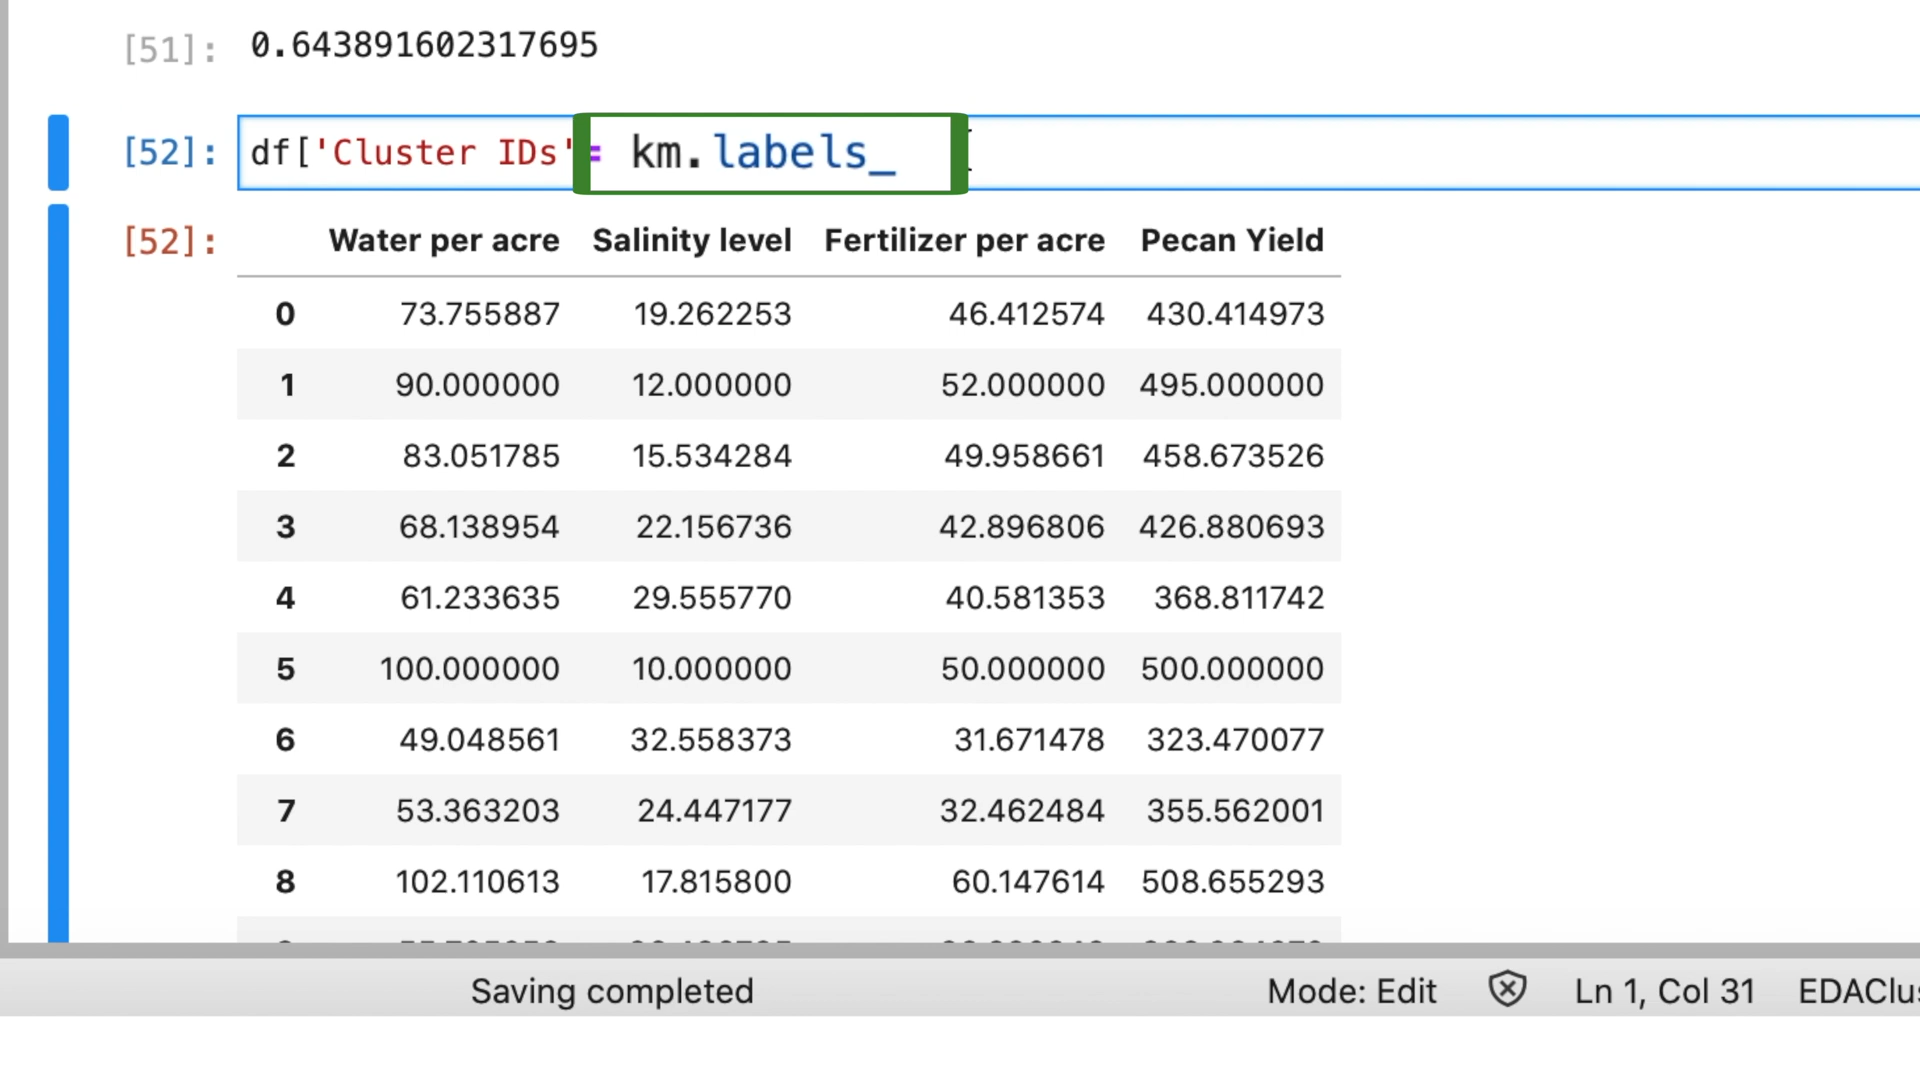 [51]: 0.643891602317695
[52]: df['Cluster IDs' = km.labels_
[52]: Water per acre Salinity level Fertilizer per acre Pecan Yield
0 73.755887 19.262253 46.412574 430.414973
1 90.000000 12.000000 52.000000 495.000000
2 83.051785 15.534284 49.958661 458.673526
3 68.138954 22.156736 42.896806 426.880693
4 61.233635 29.555770 40.581353 368.811742
5 100.000000 10.000000 50.000000 500.000000
6 49.048561 32.558373 31.671478 323.470077
7 53.363203 24.447177 32.462484 355.562001
8 102.110613 17.815800 60.147614 508.655293
Saving completed Mode: Edit Ln 1, Col 31 EDAClus